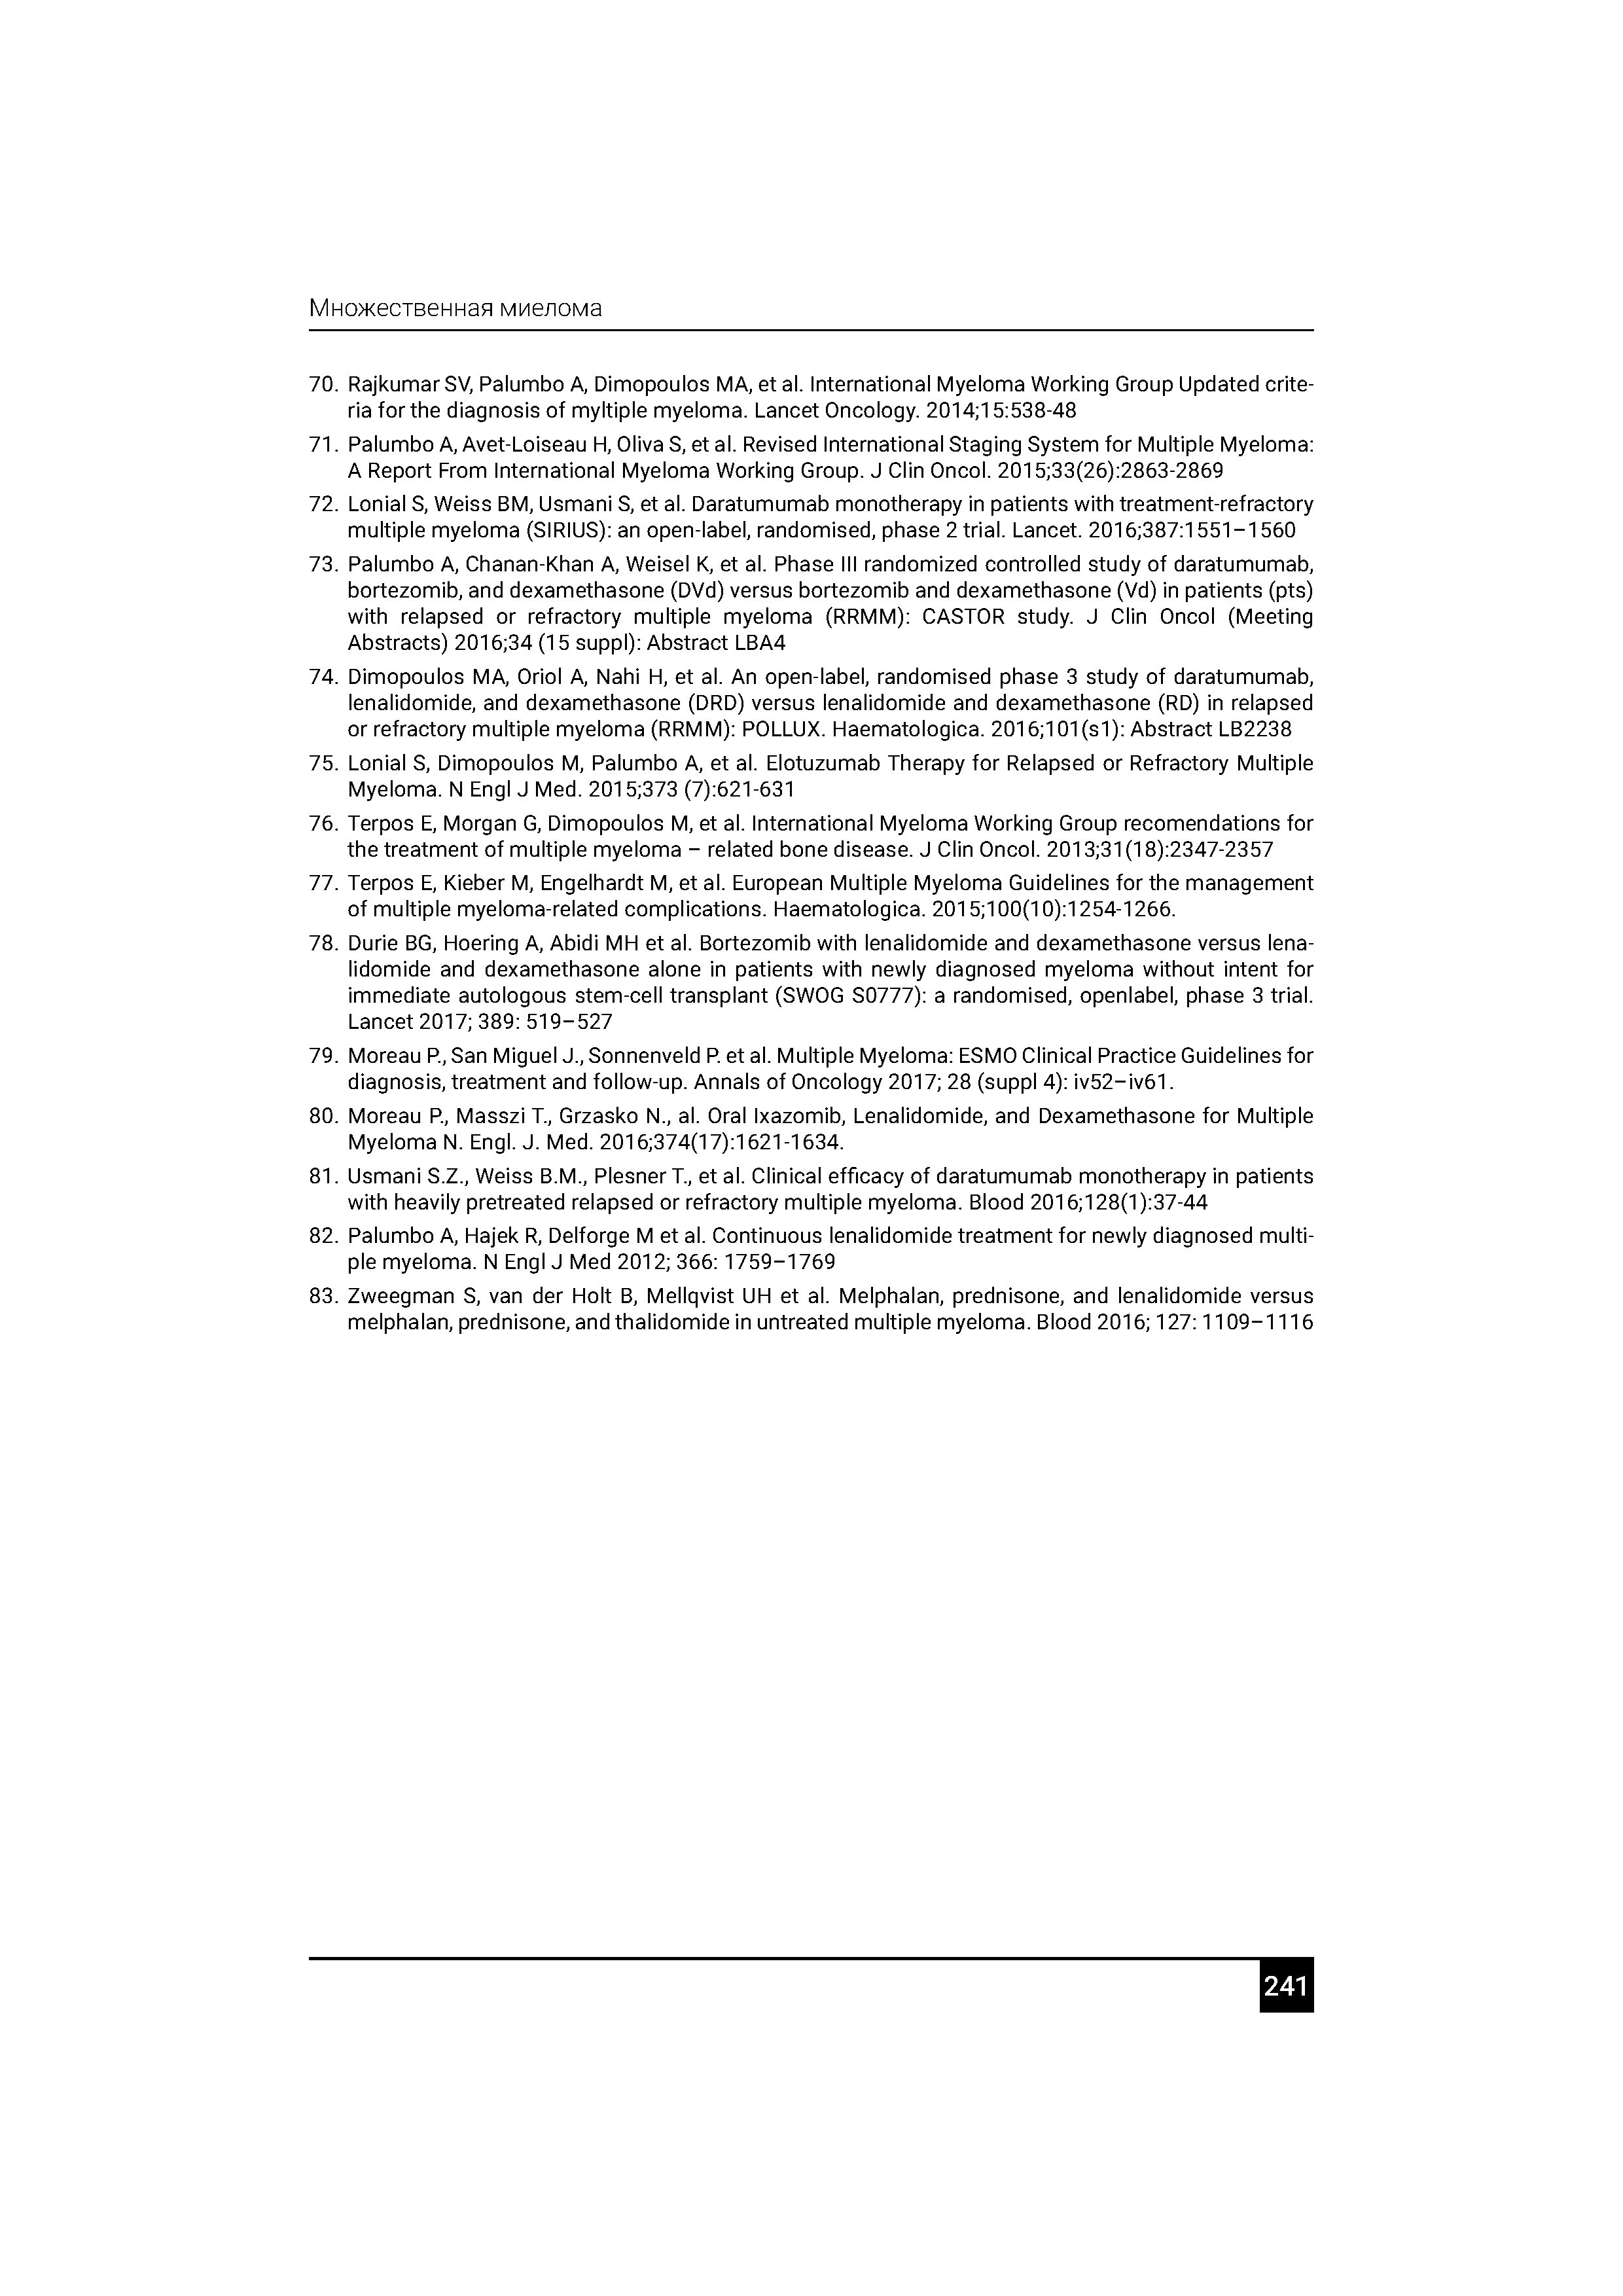 Множественная миелома
70. Rajkumar SV, Palumbo A, Dimopoulos MA, et al. International Myeloma Working Group Updated crite-
ria for the diagnosis of myltiple myeloma. Lancet Oncology. 2014;15:538-48
71. Palumbo A, Avet-Loiseau H, Oliva S, et al. Revised International Staging System for Multiple Myeloma:
A Report From International Myeloma Working Group. J Clin Oncol. 2015;33(26):2863-2869
72. Lonial S, Weiss BM, Usmani S, et al. Daratumumab monotherapy in patients with treatment-refractory
multiple myeloma (SIRIUS): an open-label, randomised, phase 2 trial. Lancet. 2016;387:1551–1560
73. Palumbo A, Chanan-Khan A, Weisel K, et al. Phase III randomized controlled study of daratumumab,
bortezomib, and dexamethasone (DVd) versus bortezomib and dexamethasone (Vd) in patients (pts)
with relapsed or refractory multiple myeloma (RRMM): CASTOR study. J Clin Oncol (Meeting
Abstracts) 2016;34 (15 suppl): Abstract LBA4
74. Dimopoulos MA, Oriol A, Nahi H, et al. An open-label, randomised phase 3 study of daratumumab,
lenalidomide, and dexamethasone (DRD) versus lenalidomide and dexamethasone (RD) in relapsed
or refractory multiple myeloma (RRMM): POLLUX. Haematologica. 2016;101(s1): Abstract LB2238
75. Lonial S, Dimopoulos M, Palumbo A, et al. Elotuzumab Therapy for Relapsed or Refractory Multiple
Myeloma. N Engl J Med. 2015;373 (7):621-631
76. Terpos E, Morgan G, Dimopoulos M, et al. International Myeloma Working Group recomendations for
the treatment of multiple myeloma – related bone disease. J Clin Oncol. 2013;31(18):2347-2357
77. Terpos E, Kieber M, Engelhardt M, et al. European Multiple Myeloma Guidelines for the management
of multiple myeloma-related complications. Haematologica. 2015;100(10):1254-1266.
78. Durie BG, Hoering A, Abidi MH et al. Bortezomib with lenalidomide and dexamethasone versus lena-
lidomide and dexamethasone alone in patients with newly diagnosed myeloma without intent for
immediate autologous stem-cell transplant (SWOG S0777): a randomised, openlabel, phase 3 trial.
Lancet 2017; 389: 519–527
79. Moreau P., San Miguel J., Sonnenveld P. et al. Multiple Myeloma: ESMO Clinical Practice Guidelines for
diagnosis, treatment and follow-up. Annals of Oncology 2017; 28 (suppl 4): iv52–iv61.
80. Moreau P., Masszi T., Grzasko N., al. Oral Ixazomib, Lenalidomide, and Dexamethasone for Multiple
Myeloma N. Engl. J. Med. 2016;374(17):1621-1634.
81. Usmani S.Z., Weiss B.M., Plesner T., et al. Clinical efficacy of daratumumab monotherapy in patients
with heavily pretreated relapsed or refractory multiple myeloma. Blood 2016;128(1):37-44
82. Palumbo A, Hajek R, Delforge M et al. Continuous lenalidomide treatment for newly diagnosed multi-
ple myeloma. N Engl J Med 2012; 366: 1759–1769
83. Zweegman S, van der Holt B, Mellqvist UH et al. Melphalan, prednisone, and lenalidomide versus
melphalan, prednisone, and thalidomide in untreated multiple myeloma. Blood 2016; 127: 1109–1116
241